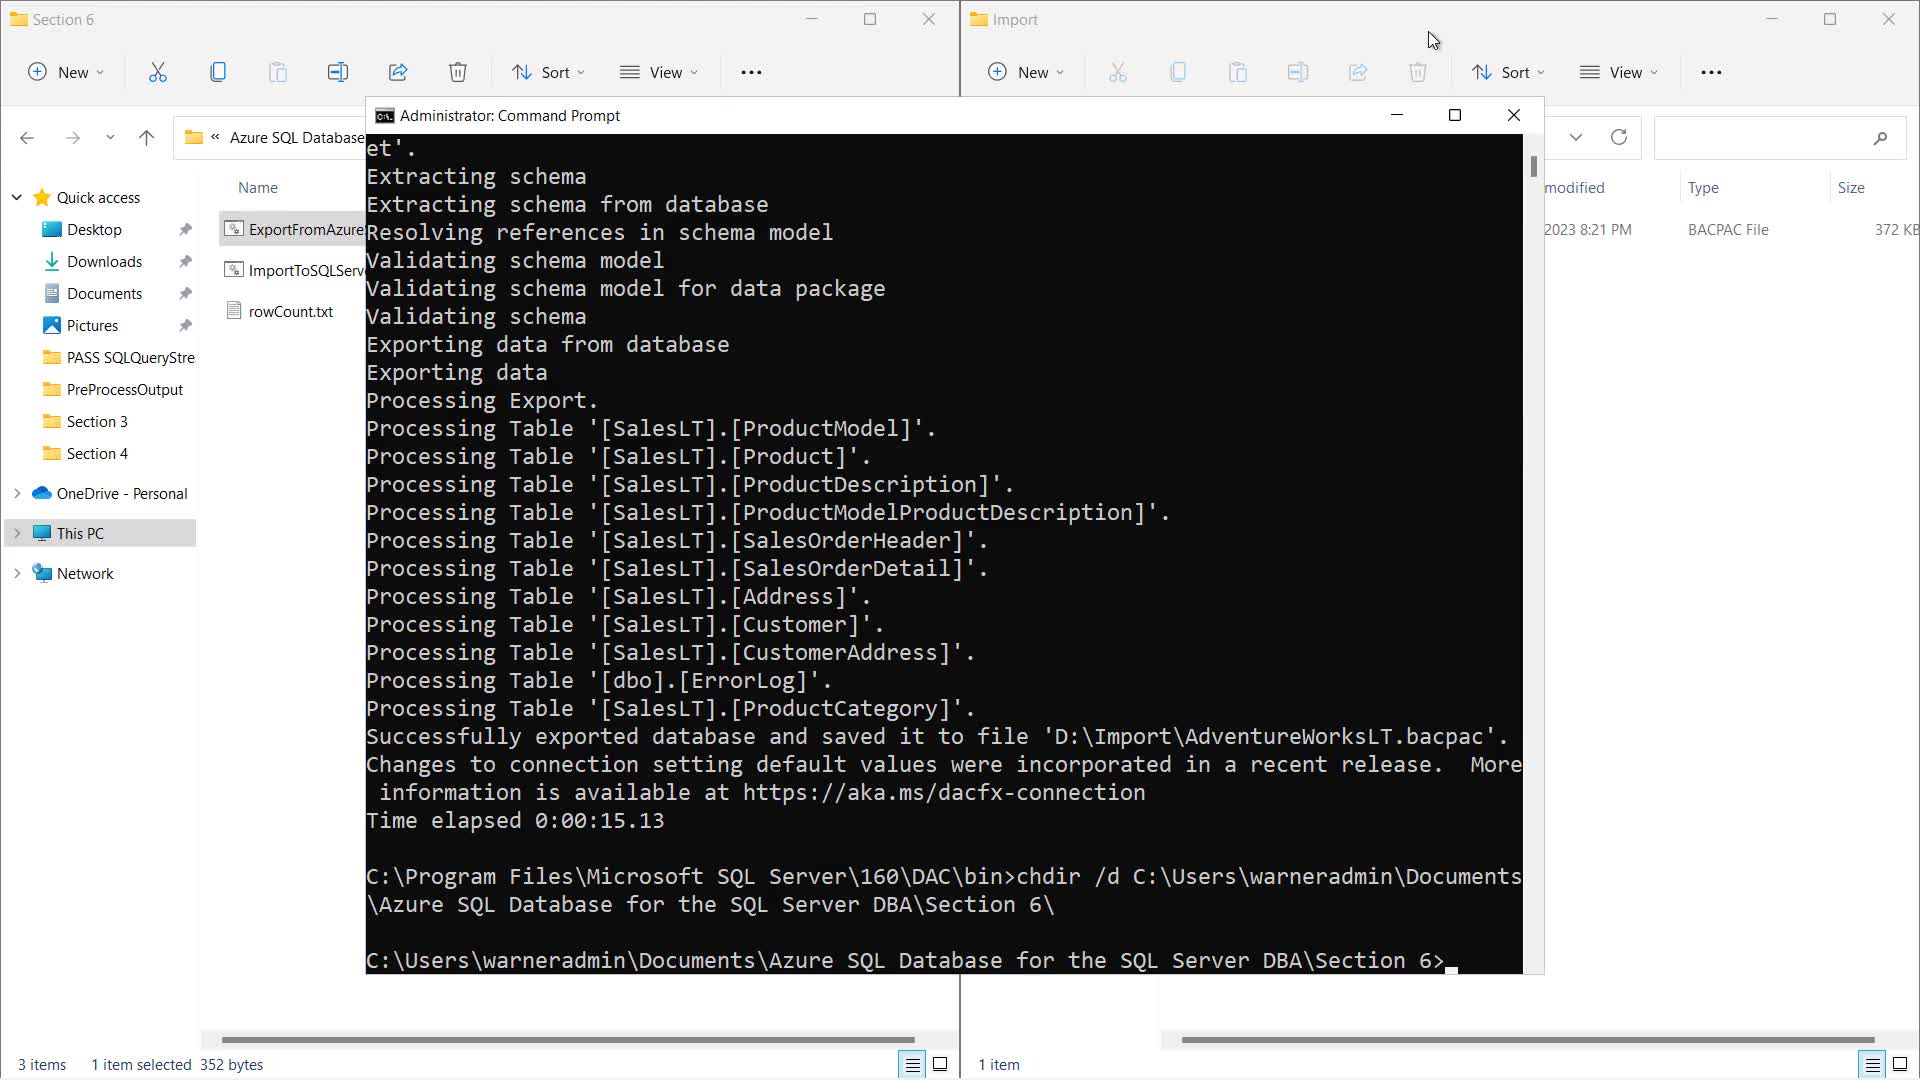 Section 6
Import
New
Sort
View
New
Sort
View
Administrator: Command Prompt
« Azure SQL Database
Name
modified
Type
Size
Quick access
Desktop
Downloads
Documents
Pictures
PASS SQLQueryStre
PreProcessOutput
Section 3
Section 4
OneDrive - Personal
This PC
Network
ExportFromAzure
ImportToSQLServ
rowCount.txt
2023 8:21 PM
BACPAC File
372 KB
et'.
Extracting schema
Extracting schema from database
Resolving references in schema model
Validating schema model
Validating schema model for data package
Validating schema
Exporting data from database
Exporting data
Processing Export.
Processing Table '[SalesLT].[ProductModel]'.
Processing Table '[SalesLT].[Product]'.
Processing Table '[SalesLT].[ProductDescription]'.
Processing Table '[SalesLT].[ProductModelProductDescription]'.
Processing Table '[SalesLT].[SalesOrderHeader]'.
Processing Table '[SalesLT].[SalesOrderDetail]'.
Processing Table '[SalesLT].[Address]'.
Processing Table '[SalesLT].[Customer]'.
Processing Table '[SalesLT].[CustomerAddress]'.
Processing Table '[dbo].[ErrorLog]'.
Processing Table '[SalesLT].[ProductCategory]'.
Successfully exported database and saved it to file 'D:\Import\AdventureWorksLT.bacpac'.
Changes to connection setting default values were incorporated in a recent release.  More
 information is available at https://aka.ms/dacfx-connection
Time elapsed 0:00:15.13
C:\Program Files\Microsoft SQL Server\160\DAC\bin>chdir /d C:\Users\warneradmin\Documents
\Azure SQL Database for the SQL Server DBA\Section 6\
C:\Users\warneradmin\Documents\Azure SQL Database for the SQL Server DBA\Section 6>
3 items
1 item selected 352 bytes
1 item